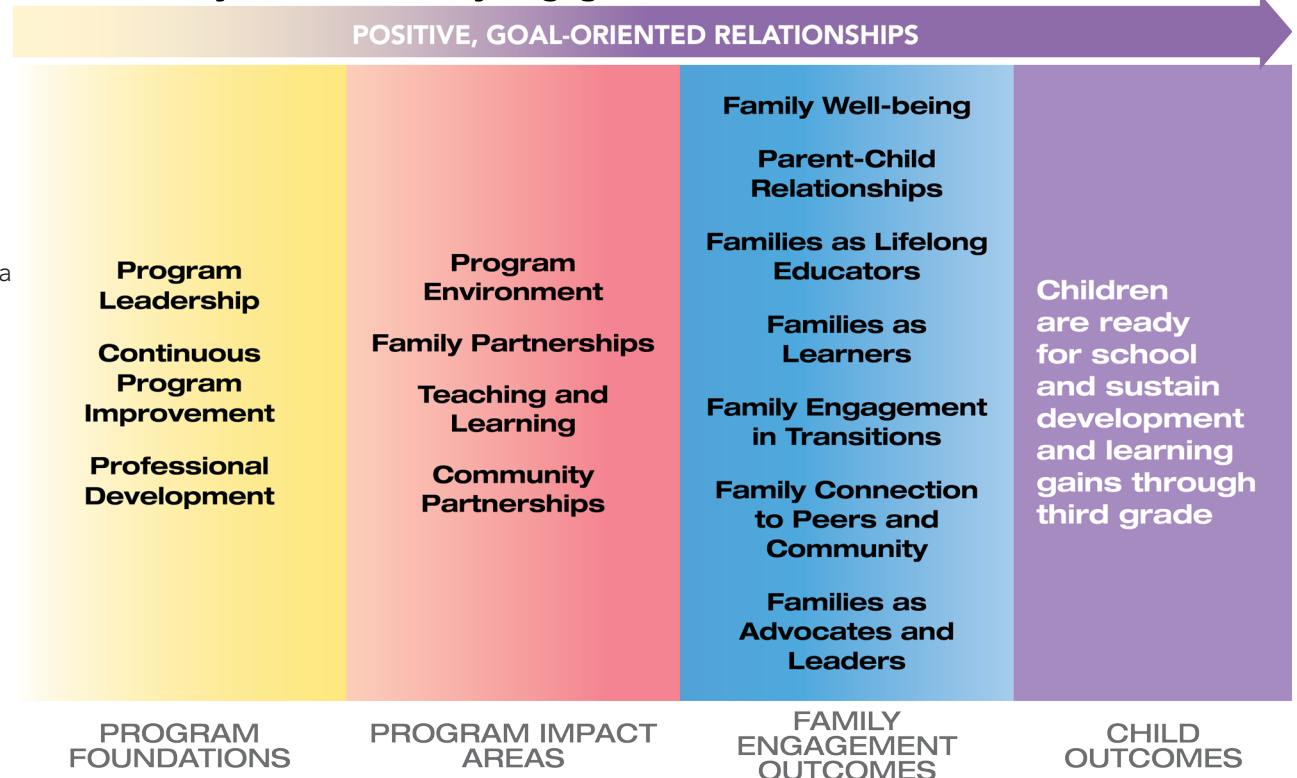 POSITIVE, GOAL-ORIENTED RELATIONSHIPS
a
Program
Leadership
Continuous
Program
Improvement
Professional
Development
PROGRAM
FOUNDATIONS
Program
Environment
Family Partnerships
Teaching and
Learning
Community
Partnerships
PROGRAM IMPACT
AREAS
Family Well-being
Parent-Child
Relationships
Families as Lifelong
Educators
Families as
Learners
Family Engagement
in Transitions
Family Connection
to Peers and
Community
Families as
Advocates and
Leaders
FAMILY
ENGAGEMENT
OUTCOMES
Children
are ready
for school
and sustain
development
and learning
gains through
third grade
CHILD
OUTCOMES